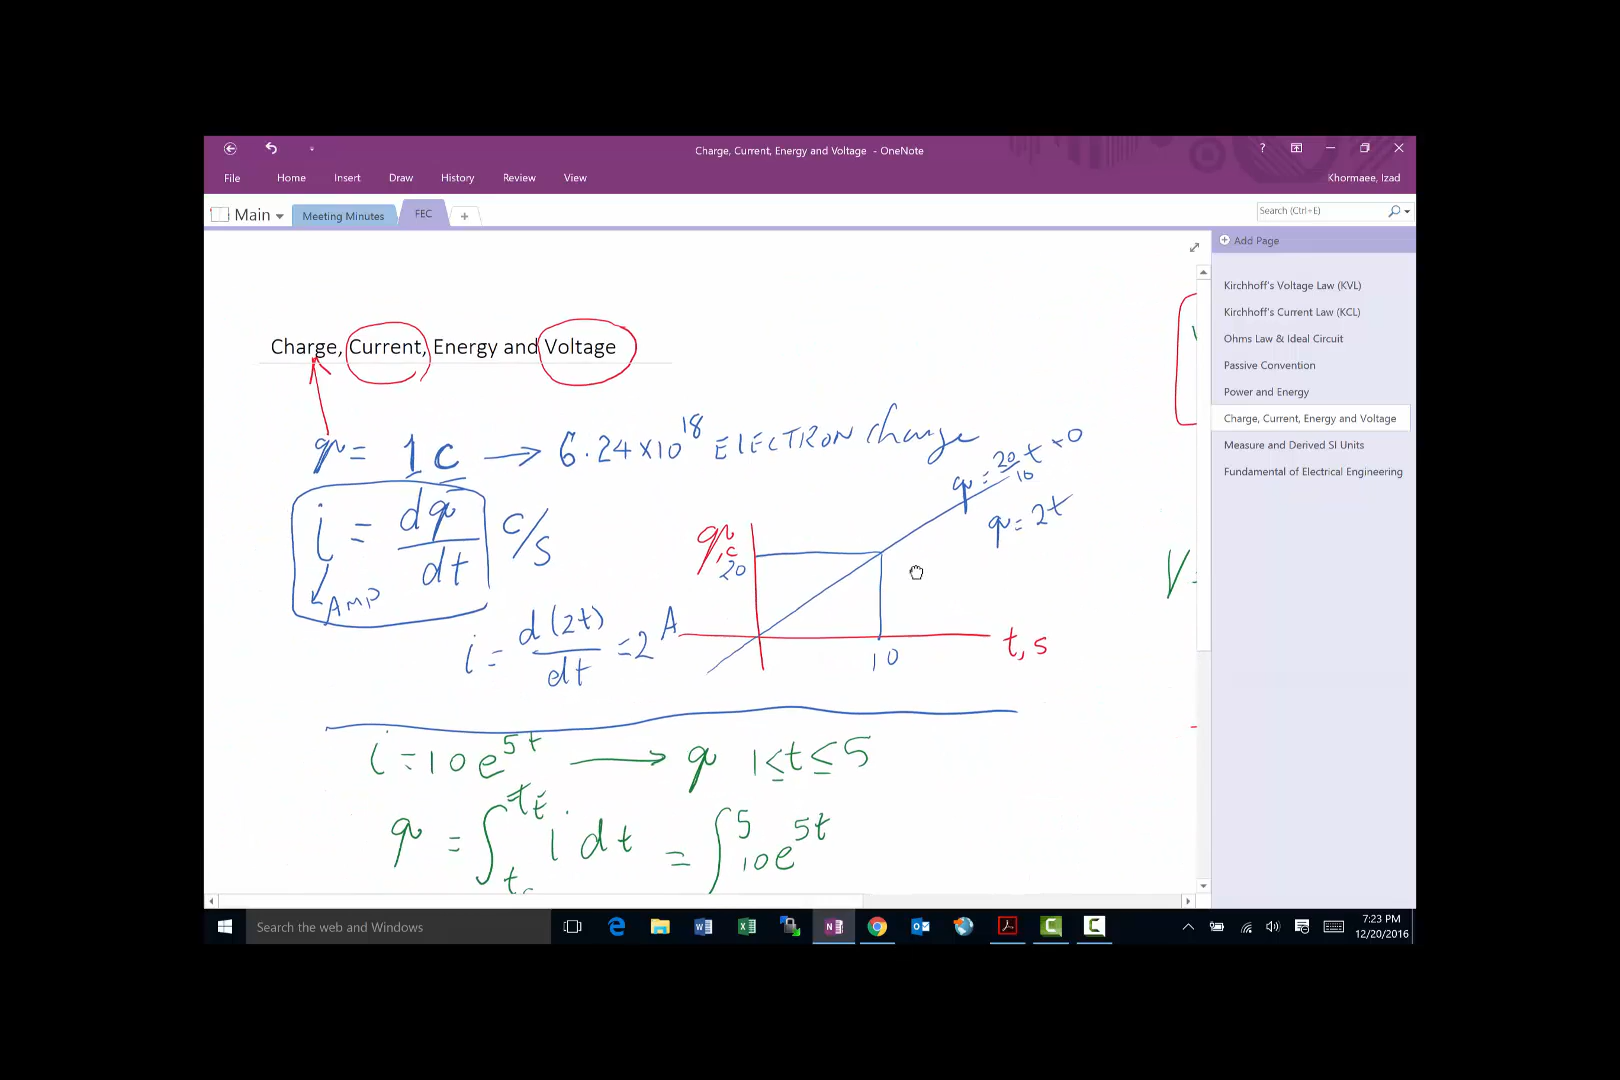 Charge, Current, Energy and Voltage - OneNote
?
File Home Insert Draw History Review View
Khormaee, Izad
Main Meeting Minutes FEC +
Search (Ctrl+E)
Add Page
Kirchhoff's Voltage Law (KVL)
Kirchhoff's Current Law (KCL)
Ohms Law & Ideal Circuit
Passive Convention
Power and Energy
Charge, Current, Energy and Voltage
Measure and Derived SI Units
Fundamental of Electrical Engineering
Charge, Current, Energy and Voltage
q = 1 C → 6.24×10^18 ELECTRON charge
i = dq/dt C/S
AMP
q = 20/10 t + 0
q = 2t
q, C
20
10
t, s
i = d(2t)/dt = 2 A
V =
i = 10 e^5t → q 1 ≤ t ≤ 5
q = ∫ i dt = ∫ 5 10 e^5t
Search the web and Windows
7:23 PM
12/20/2016